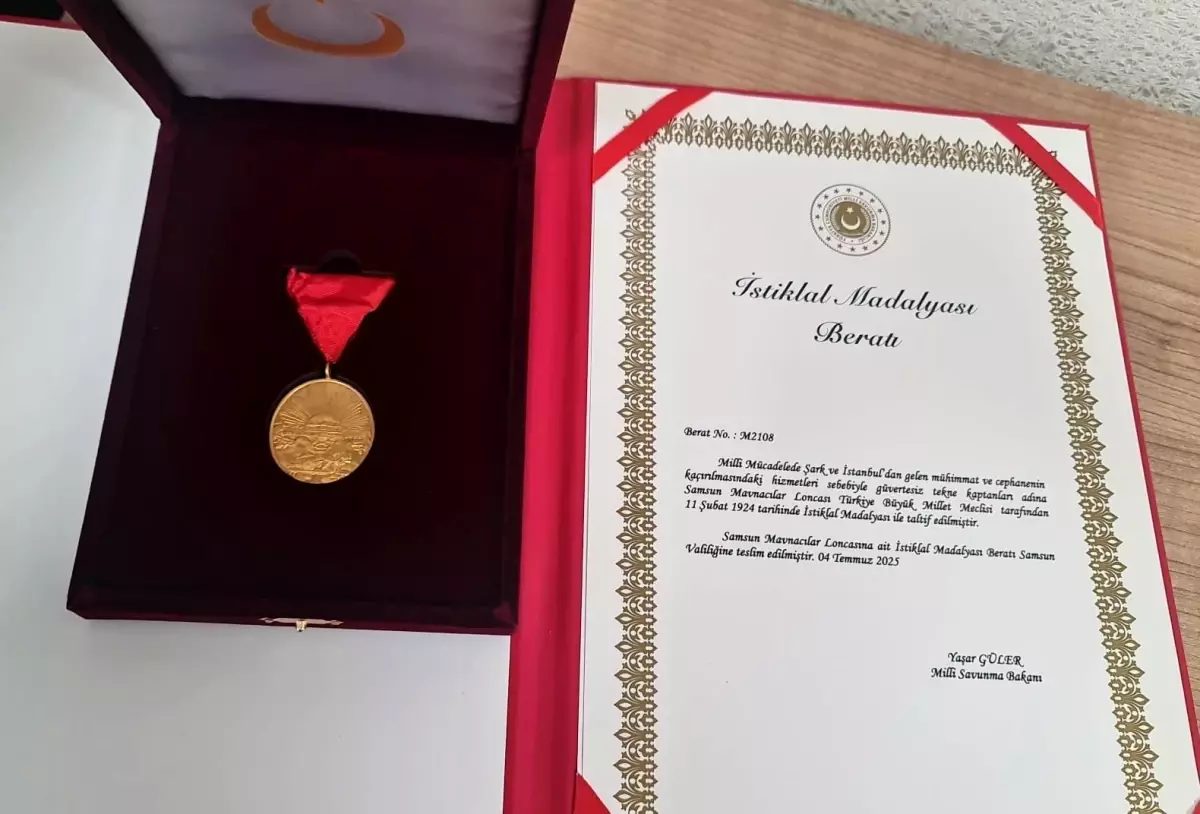 İstiklal Madalyası
Beratı
Berat No. : M2108
Milli Mücadelede Şark ve İstanbul'dan gelen mühimmat ve cephanenin
kaçırılmasındaki hizmetleri sebebiyle güvertesiz tekne kaptanları adına
Samsun Mavnacılar Loncası Türkiye Büyük Millet Meclisi tarafından
11 Şubat 1924 tarihinde İstiklal Madalyası ile taltif edilmiştir.
Samsun Mavnacılar Loncasına ait İstiklal Madalyası Beratı Samsun
Valiliğine teslim edilmiştir. 04 Temmuz 2025
Yaşar GÜLER
Milli Savunma Bakanı